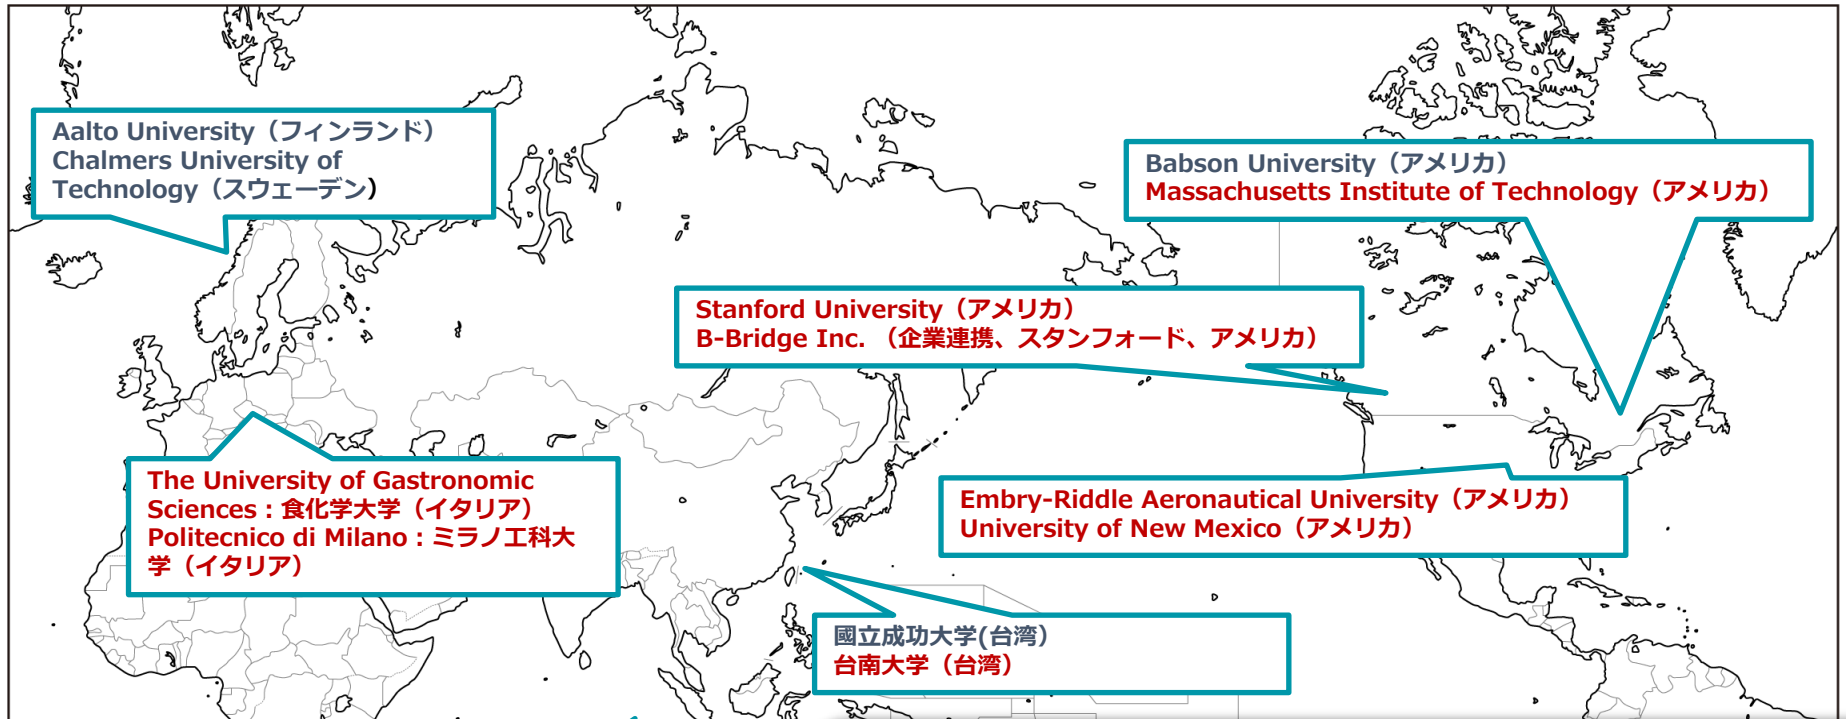 Aalto University（フィンランド）
Chalmers University of
Technology（スウェーデン）
Babson University（アメリカ）
Massachusetts Institute of Technology（アメリカ）
Stanford University（アメリカ）
B-Bridge Inc. （企業連携、スタンフォード、アメリカ）
The University of Gastronomic
Sciences：食化学大学（イタリア）
Politecnico di Milano：ミラノ工科大
学（イタリア）
Embry-Riddle Aeronautical University（アメリカ）
University of New Mexico（アメリカ）
國立成功大学(台湾）
台南大学（台湾）